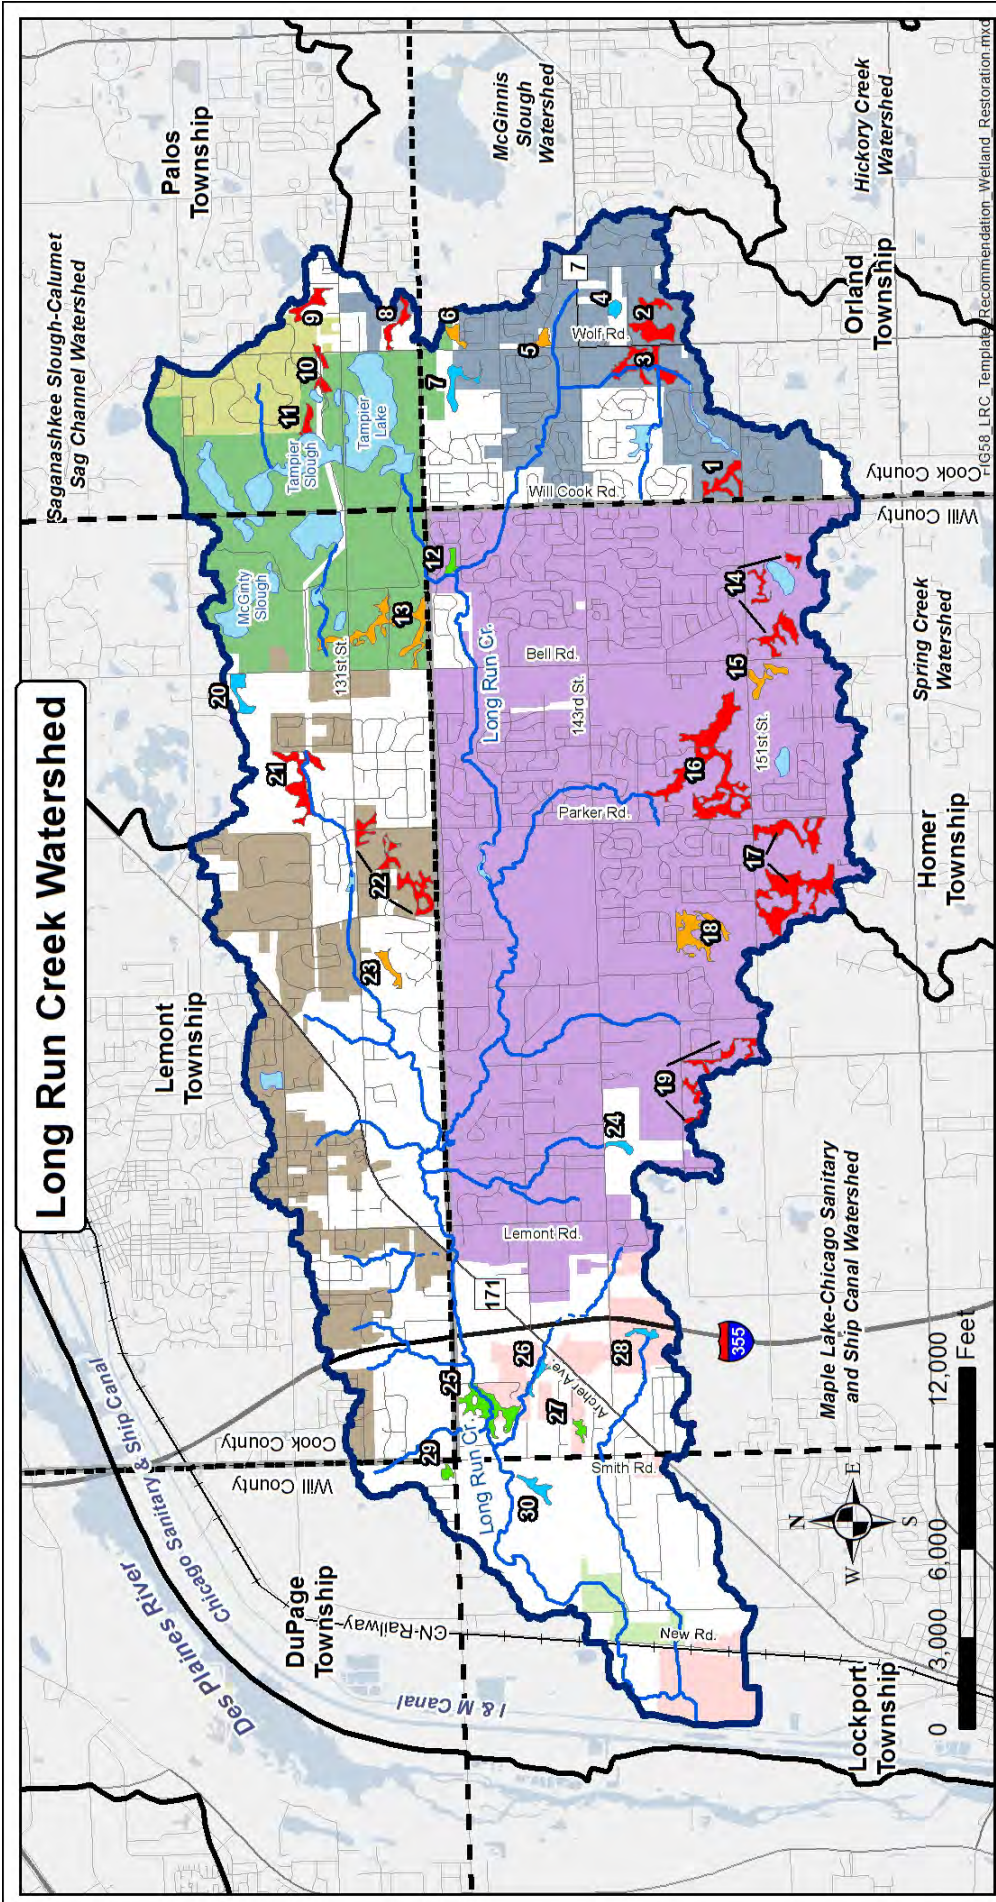 Long Run Creek Watershed
Saganashkee Slough-Calumet
Sag Channel Watershed
Palos
Township
McGinnis
Slough
Watershed
Hickory Creek
Watershed
Orland
Township
Lemont
Township
DuPage
Township
Lockport
Township
Homer
Township
Spring Creek
Watershed
Maple Lake-Chicago Sanitary
and Ship Canal Watershed
Des Plaines River
Chicago Sanitary & Ship Canal
I & M Canal
CN-Railway
Cook County
Will County
Will County
Cook County
McGinty
Slough
Tampier
Slough
Tampier
Lake
131st St.
Will Cook Rd.
Wolf Rd.
7
Bell Rd.
143rd St.
151st St.
Parker Rd.
Lemont Rd.
171
Archer Ave.
355
Smith Rd.
New Rd.
Long Run Cr.
Long Run Cr.
1
2
3
4
5
6
7
8
9
10
11
12
13
14
15
16
17
18
19
20
21
22
23
24
25
26
27
28
29
30
N
W
E
S
0
3,000
6,000
12,000
Feet
FIG58_LRC_Template_Recommendation_Wetland_Restoration.mxd